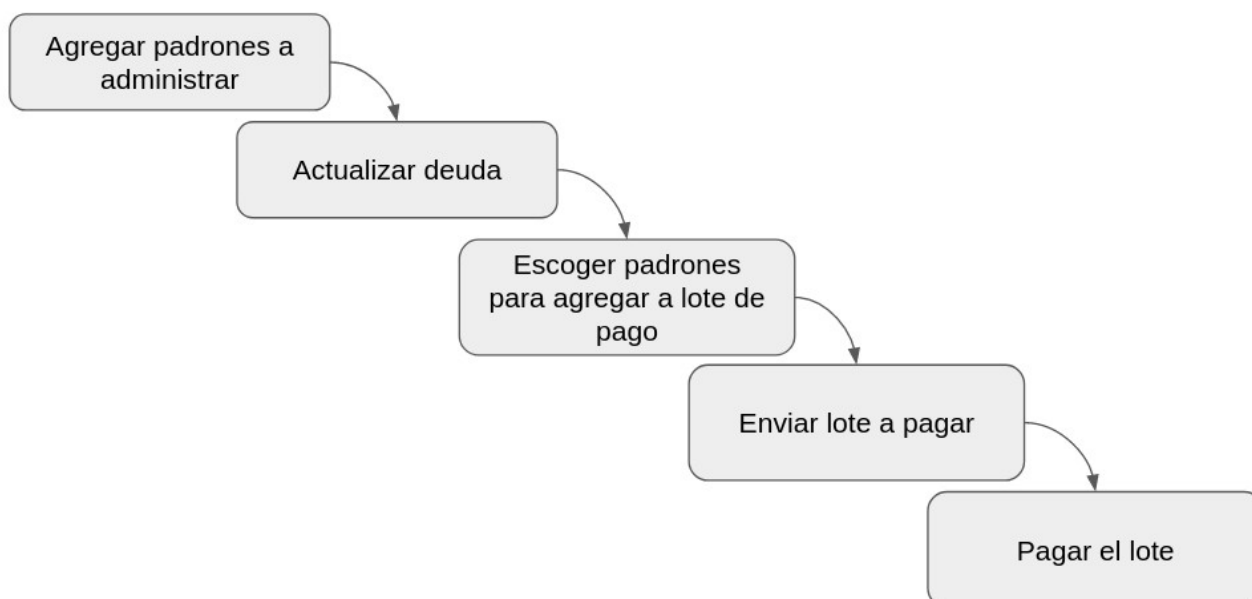 Agregar padrones a
administrar
Actualizar deuda
Escoger padrones
para agregar a lote de
pago
Enviar lote a pagar
Pagar el lote